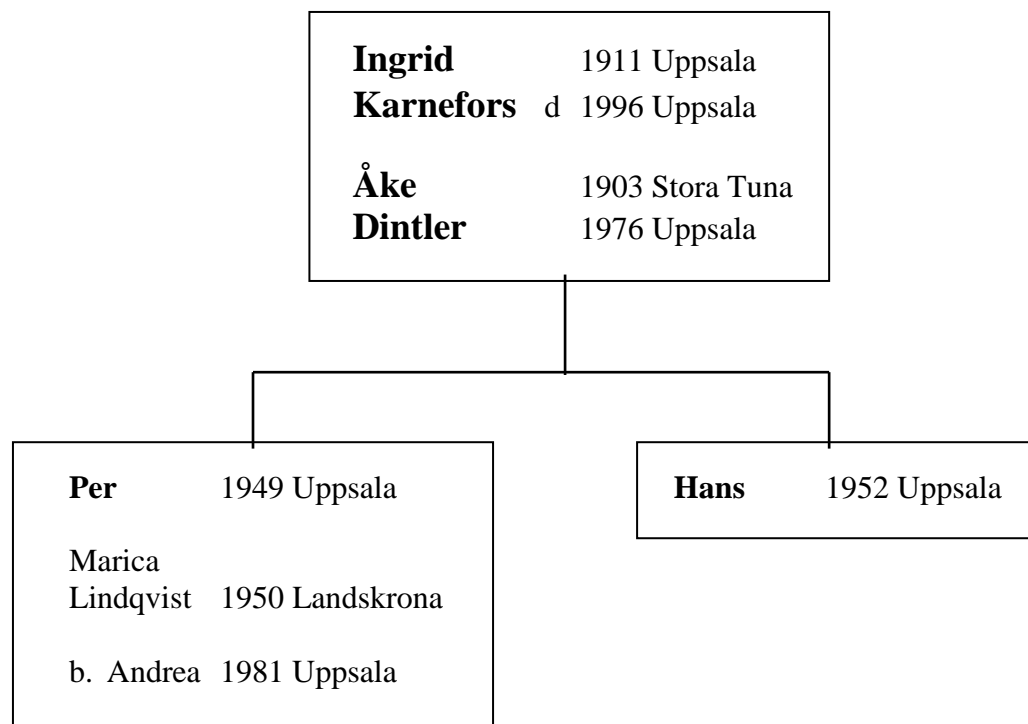 Ingrid 1911 Uppsala
Karnefors d 1996 Uppsala
Åke 1903 Stora Tuna
Dintler 1976 Uppsala
Per 1949 Uppsala
Marica
Lindqvist 1950 Landskrona
b. Andrea 1981 Uppsala
Hans 1952 Uppsala